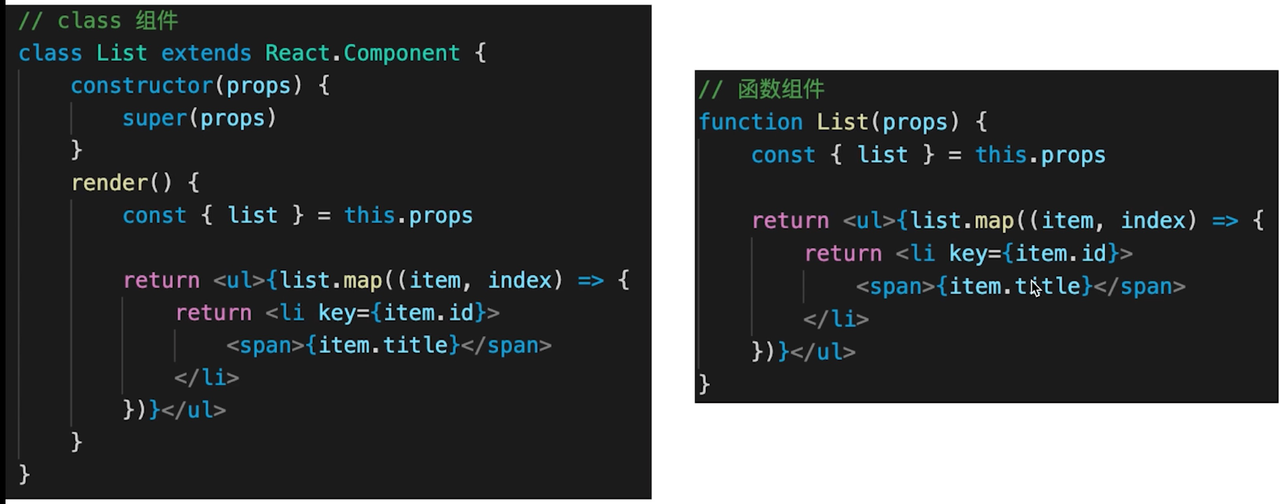 // class 组件
class List extends React.Component {
constructor(props) {
super(props)
}
render() {
const { list } = this.props
return <ul>{list.map((item, index) => {
return <li key={item.id}>
<span>{item.title}</span>
</li>
})}</ul>
}
}
// 函数组件
function List(props) {
const { list } = this.props
return <ul>{list.map((item, index) => {
return <li key={item.id}>
<span>{item.title}</span>
</li>
})}</ul>
}